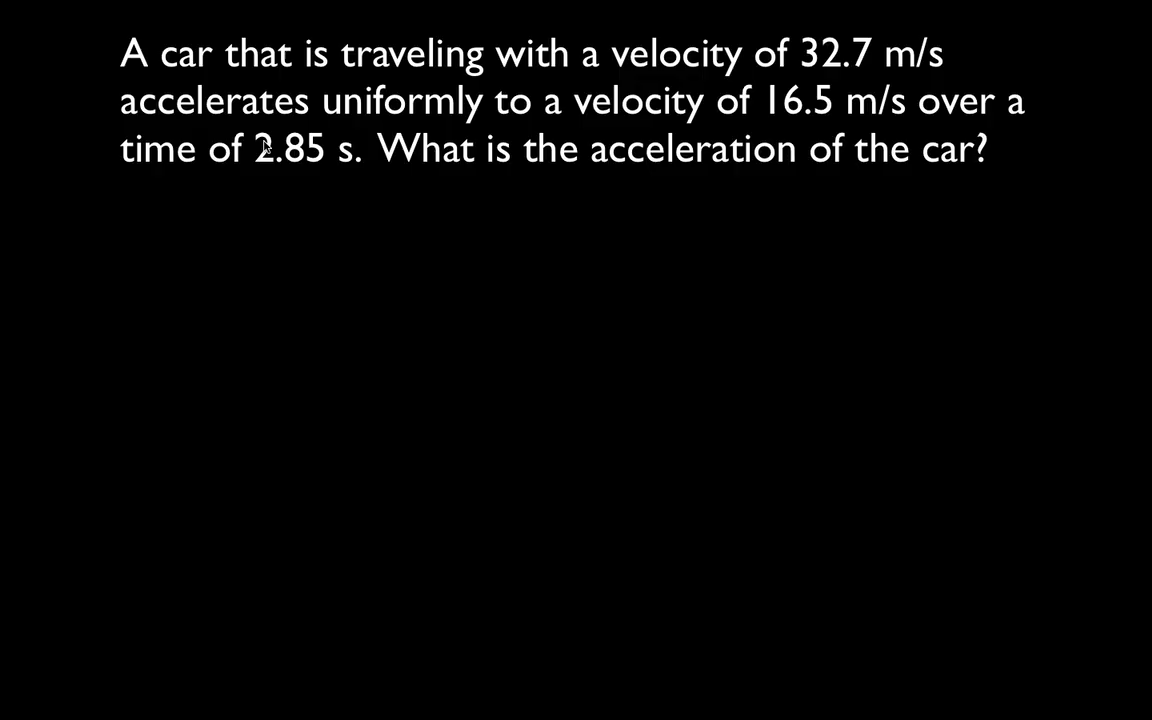 A car that is traveling with a velocity of 32.7 m/s
accelerates uniformly to a velocity of 16.5 m/s over a
time of 2.85 s. What is the acceleration of the car?